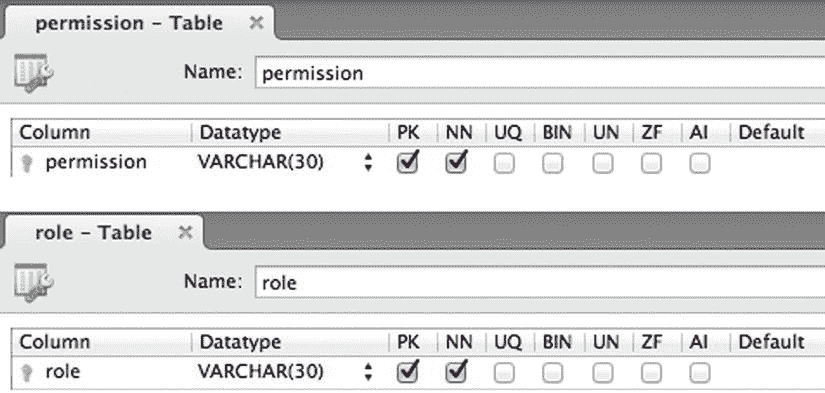 permission - Table ×
Name: permission
Column Datatype PK NN UQ BIN UN ZF AI Default
permission VARCHAR(30)
role - Table ×
Name: role
Column Datatype PK NN UQ BIN UN ZF AI Default
role VARCHAR(30)